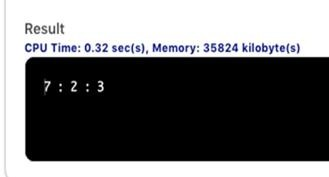 Result
CPU Time: 0.32 sec(s), Memory: 35824 kilobyte(s)
7 : 2 : 3